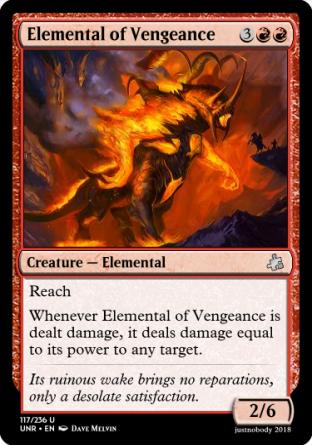 Elemental of Vengeance 3
Creature — Elemental
Reach
Whenever Elemental of Vengeance is
dealt damage, it deals damage equal
to its power to any target.
Its ruinous wake brings no reparations,
only a desolate satisfaction.
2/6
117/236 U
UNR • EN DAVE MELVIN
justnobody 2018